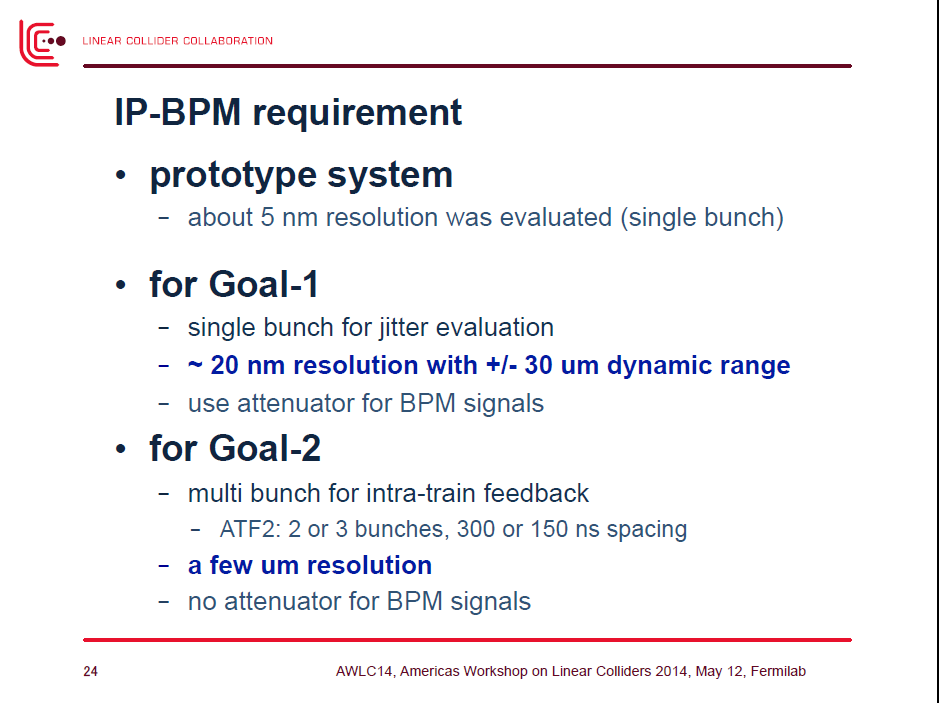 LINEAR COLLIDER COLLABORATION
IP-BPM requirement
• prototype system
– about 5 nm resolution was evaluated (single bunch)
• for Goal-1
– single bunch for jitter evaluation
– ~ 20 nm resolution with +/- 30 um dynamic range
– use attenuator for BPM signals
• for Goal-2
– multi bunch for intra-train feedback
– ATF2: 2 or 3 bunches, 300 or 150 ns spacing
– a few um resolution
– no attenuator for BPM signals
24
AWLC14, Americas Workshop on Linear Colliders 2014, May 12, Fermilab